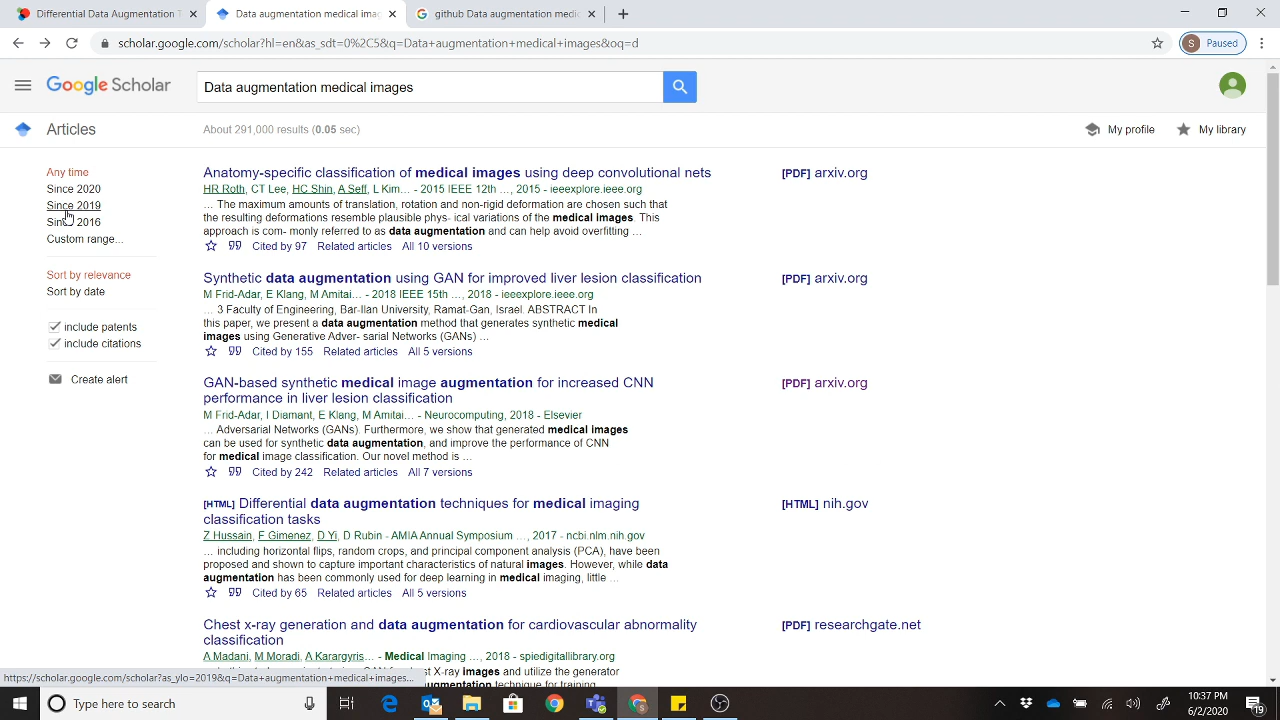 Differential Data Augmentation T
Data augmentation medical imag
github Data augmentation medic
scholar.google.com/scholar?hl=en&as_sdt=0%2C5&q=Data+augmentation+medical+images&oq=d
S Paused
Google Scholar
Data augmentation medical images
Articles
About 291,000 results (0.05 sec)
My profile
My library
Any time
Since 2020
Since 2019
Since 2016
Custom range...
Sort by relevance
Sort by date
include patents
include citations
Create alert
Anatomy-specific classification of medical images using deep convolutional nets
[PDF] arxiv.org
HR Roth, CT Lee, HC Shin, A Seff, L Kim... - 2015 IEEE 12th ..., 2015 - ieeexplore.ieee.org
... The maximum amounts of translation, rotation and non-rigid deformation are chosen such that
the resulting deformations resemble plausible phys- ical variations of the medical images. This
approach is com- monly referred to as data augmentation and can help avoid overfitting ...
Cited by 97 Related articles All 10 versions
Synthetic data augmentation using GAN for improved liver lesion classification
[PDF] arxiv.org
M Frid-Adar, E Klang, M Amitai... - 2018 IEEE 15th ..., 2018 - ieeexplore.ieee.org
... 3 Faculty of Engineering, Bar-Ilan University, Ramat-Gan, Israel. ABSTRACT In
this paper, we present a data augmentation method that generates synthetic medical
images using Generative Adver- sarial Networks (GANs) ...
Cited by 155 Related articles All 5 versions
GAN-based synthetic medical image augmentation for increased CNN
performance in liver lesion classification
[PDF] arxiv.org
M Frid-Adar, I Diamant, E Klang, M Amitai... - Neurocomputing, 2018 - Elsevier
... Adversarial Networks (GANs). Furthermore, we show that generated medical images
can be used for synthetic data augmentation, and improve the performance of CNN
for medical image classification. Our novel method is ...
Cited by 242 Related articles All 7 versions
[HTML] Differential data augmentation techniques for medical imaging
classification tasks
[HTML] nih.gov
Z Hussain, F Gimenez, D Yi, D Rubin - AMIA Annual Symposium ..., 2017 - ncbi.nlm.nih.gov
... including horizontal flips, random crops, and principal component analysis (PCA), have been
proposed and shown to capture important characteristics of natural images. However, while data
augmentation has been commonly used for deep learning in medical imaging, little ...
Cited by 65 Related articles All 5 versions
Chest x-ray generation and data augmentation for cardiovascular abnormality
classification
[PDF] researchgate.net
A Madani, M Moradi, A Karargyris... - Medical Imaging ..., 2018 - spiedigitallibrary.org
X-ray images and utilize the generator
augmentation technique for training
https://scholar.google.com/scholar?as_ylo=2019&q=Data+augmentation+medical+images...
Type here to search
10:37 PM
6/2/2020
19